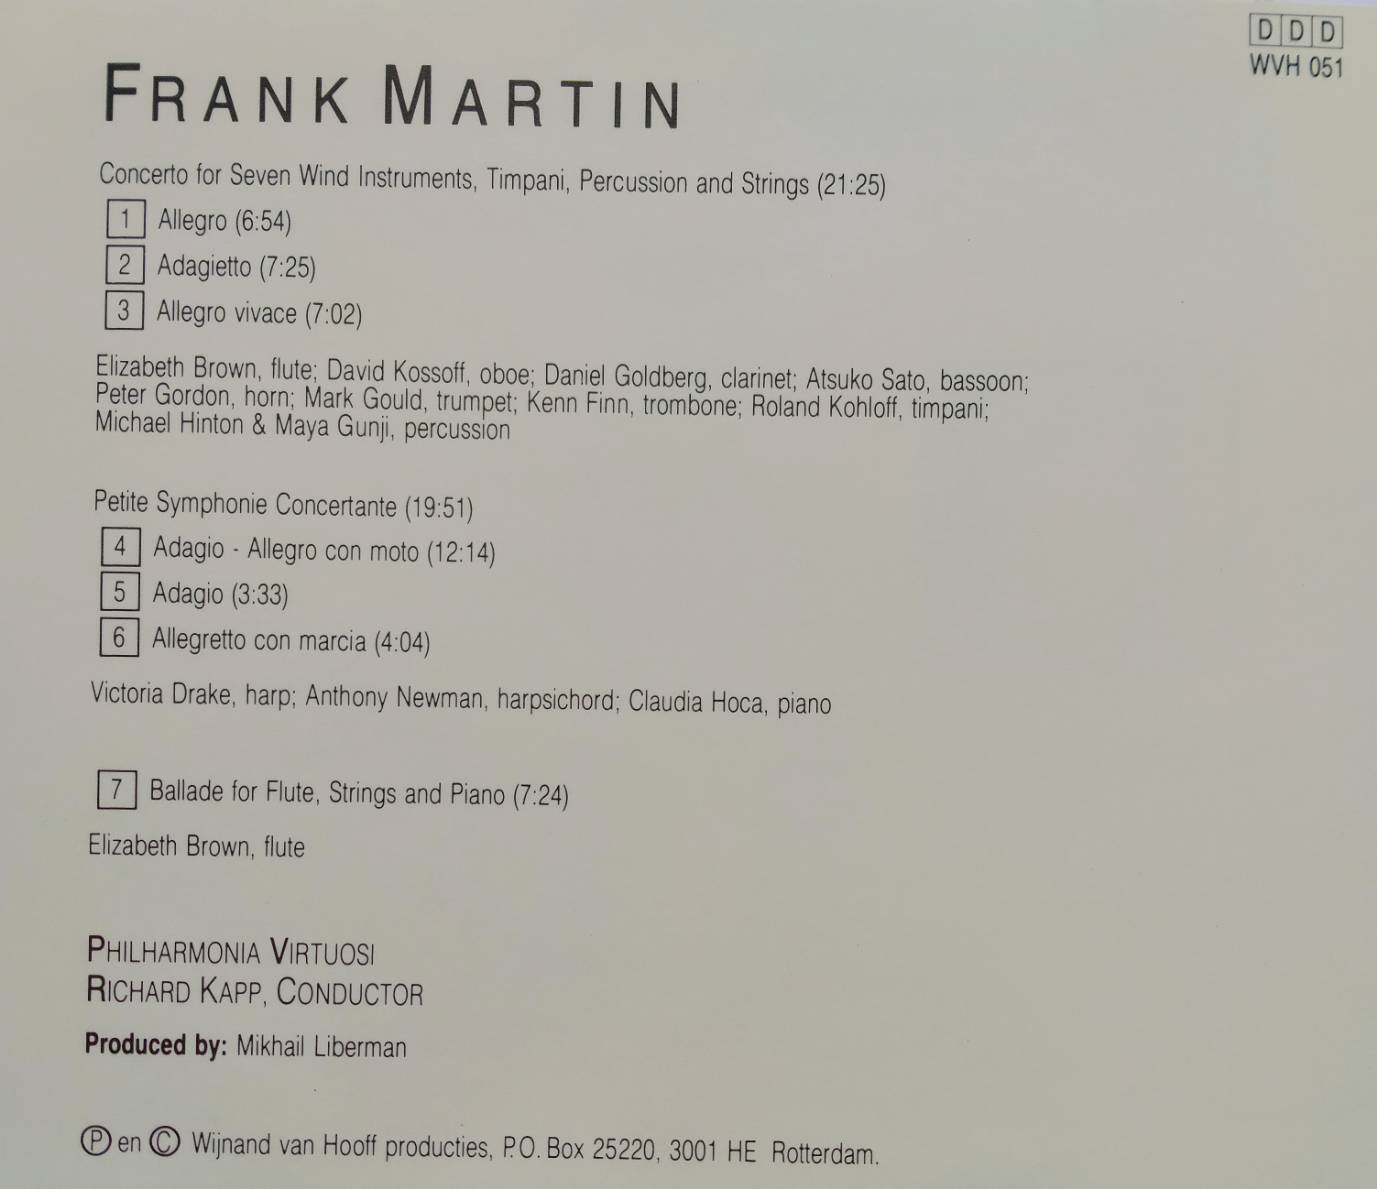 DDD
WVH 051
FRANK MARTIN
Concerto for Seven Wind Instruments, Timpani, Percussion and Strings (21:25)
1 Allegro (6:54)
2 Adagietto (7:25)
3 Allegro vivace (7:02)
Elizabeth Brown, flute; David Kossoff, oboe; Daniel Goldberg, clarinet; Atsuko Sato, bassoon;
Peter Gordon, horn; Mark Gould, trumpet; Kenn Finn, trombone; Roland Kohloff, timpani;
Michael Hinton & Maya Gunji, percussion
Petite Symphonie Concertante (19:51)
4 Adagio - Allegro con moto (12:14)
5 Adagio (3:33)
6 Allegretto con marcia (4:04)
Victoria Drake, harp; Anthony Newman, harpsichord; Claudia Hoca, piano
7 Ballade for Flute, Strings and Piano (7:24)
Elizabeth Brown, flute
PHILHARMONIA VIRTUOSI
RICHARD KAPP, CONDUCTOR
Produced by: Mikhail Liberman
Ⓟ en © Wijnand van Hooff producties, P.O. Box 25220, 3001 HE Rotterdam.